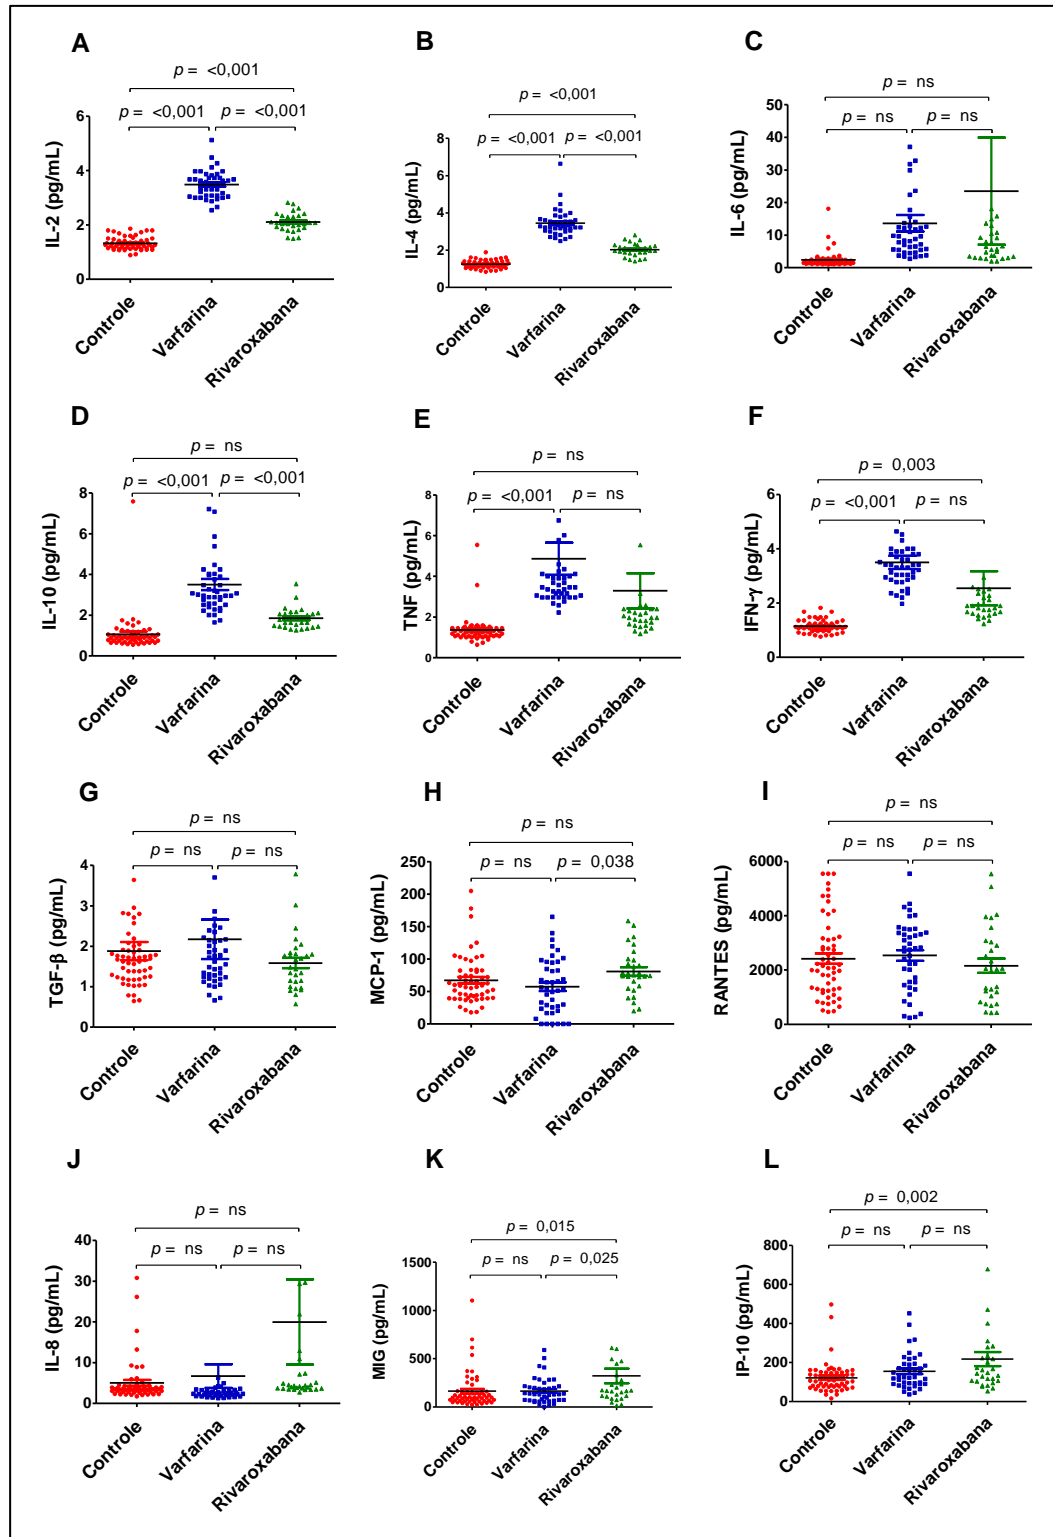 A
B
C
p = <0,001
p = <0,001
p = <0,001
p = <0,001
p = <0,001
p = <0,001
p = ns
p = ns
p = ns
IL-2 (pg/mL)
6
4
2
0
Controle
Varfarina
Rivaroxabana
IL-4 (pg/mL)
8
6
4
2
0
Controle
Varfarina
Rivaroxabana
IL-6 (pg/mL)
50
40
30
20
10
0
Controle
Varfarina
Rivaroxabana
D
E
F
p = ns
p = <0,001
p = <0,001
p = ns
p = <0,001
p = ns
p = 0,003
p = <0,001
p = ns
IL-10 (pg/mL)
8
6
4
2
0
Controle
Varfarina
Rivaroxabana
TNF (pg/mL)
8
6
4
2
0
Controle
Varfarina
Rivaroxabana
IFN-γ (pg/mL)
6
4
2
0
Controle
Varfarina
Rivaroxabana
G
H
I
p = ns
p = ns
p = ns
p = ns
p = ns
p = 0,038
p = ns
p = ns
p = ns
TGF-β (pg/mL)
4
3
2
1
0
Controle
Varfarina
Rivaroxabana
MCP-1 (pg/mL)
250
200
150
100
50
0
Controle
Varfarina
Rivaroxabana
RANTES (pg/mL)
6000
4000
2000
0
Controle
Varfarina
Rivaroxabana
J
K
L
p = ns
p = ns
p = ns
p = 0,015
p = ns
p = 0,025
p = 0,002
p = ns
p = ns
IL-8 (pg/mL)
40
30
20
10
0
Controle
Varfarina
Rivaroxabana
MIG (pg/mL)
1500
1000
500
0
Controle
Varfarina
Rivaroxabana
IP-10 (pg/mL)
800
600
400
200
0
Controle
Varfarina
Rivaroxabana